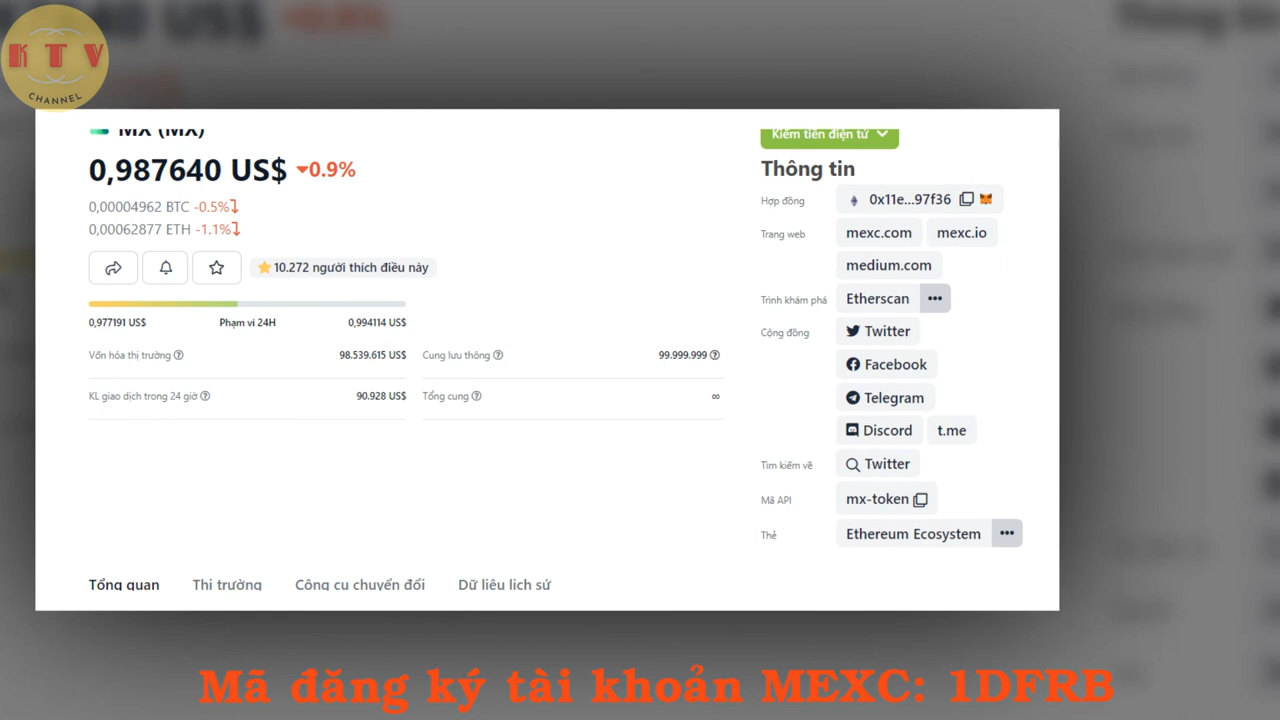 K T V
CHANNEL
MX (MX)
0,987640 US$ 0.9%
0,00004962 BTC -0.5%
0,00062877 ETH -1.1%
10.272 người thích điều này
0,977191 US$ Phạm vi 24H 0,994114 US$
Vốn hóa thị trường 98.539.615 US$ Cung lưu thông 99.999.999
KL giao dịch trong 24 giờ 90.928 US$ Tổng cung ∞
Kiếm tiền điện tử
Thông tin
Hợp đồng 0x11e...97f36
Trang web mexc.com mexc.io
medium.com
Trình khám phá Etherscan •••
Cộng đồng Twitter
Facebook
Telegram
Discord t.me
Tìm kiếm về Twitter
Mã API mx-token
Thẻ Ethereum Ecosystem •••
Tổng quan Thị trường Công cụ chuyển đổi Dữ liệu lịch sử
Mã đăng ký tài khoản MEXC: 1DFRB